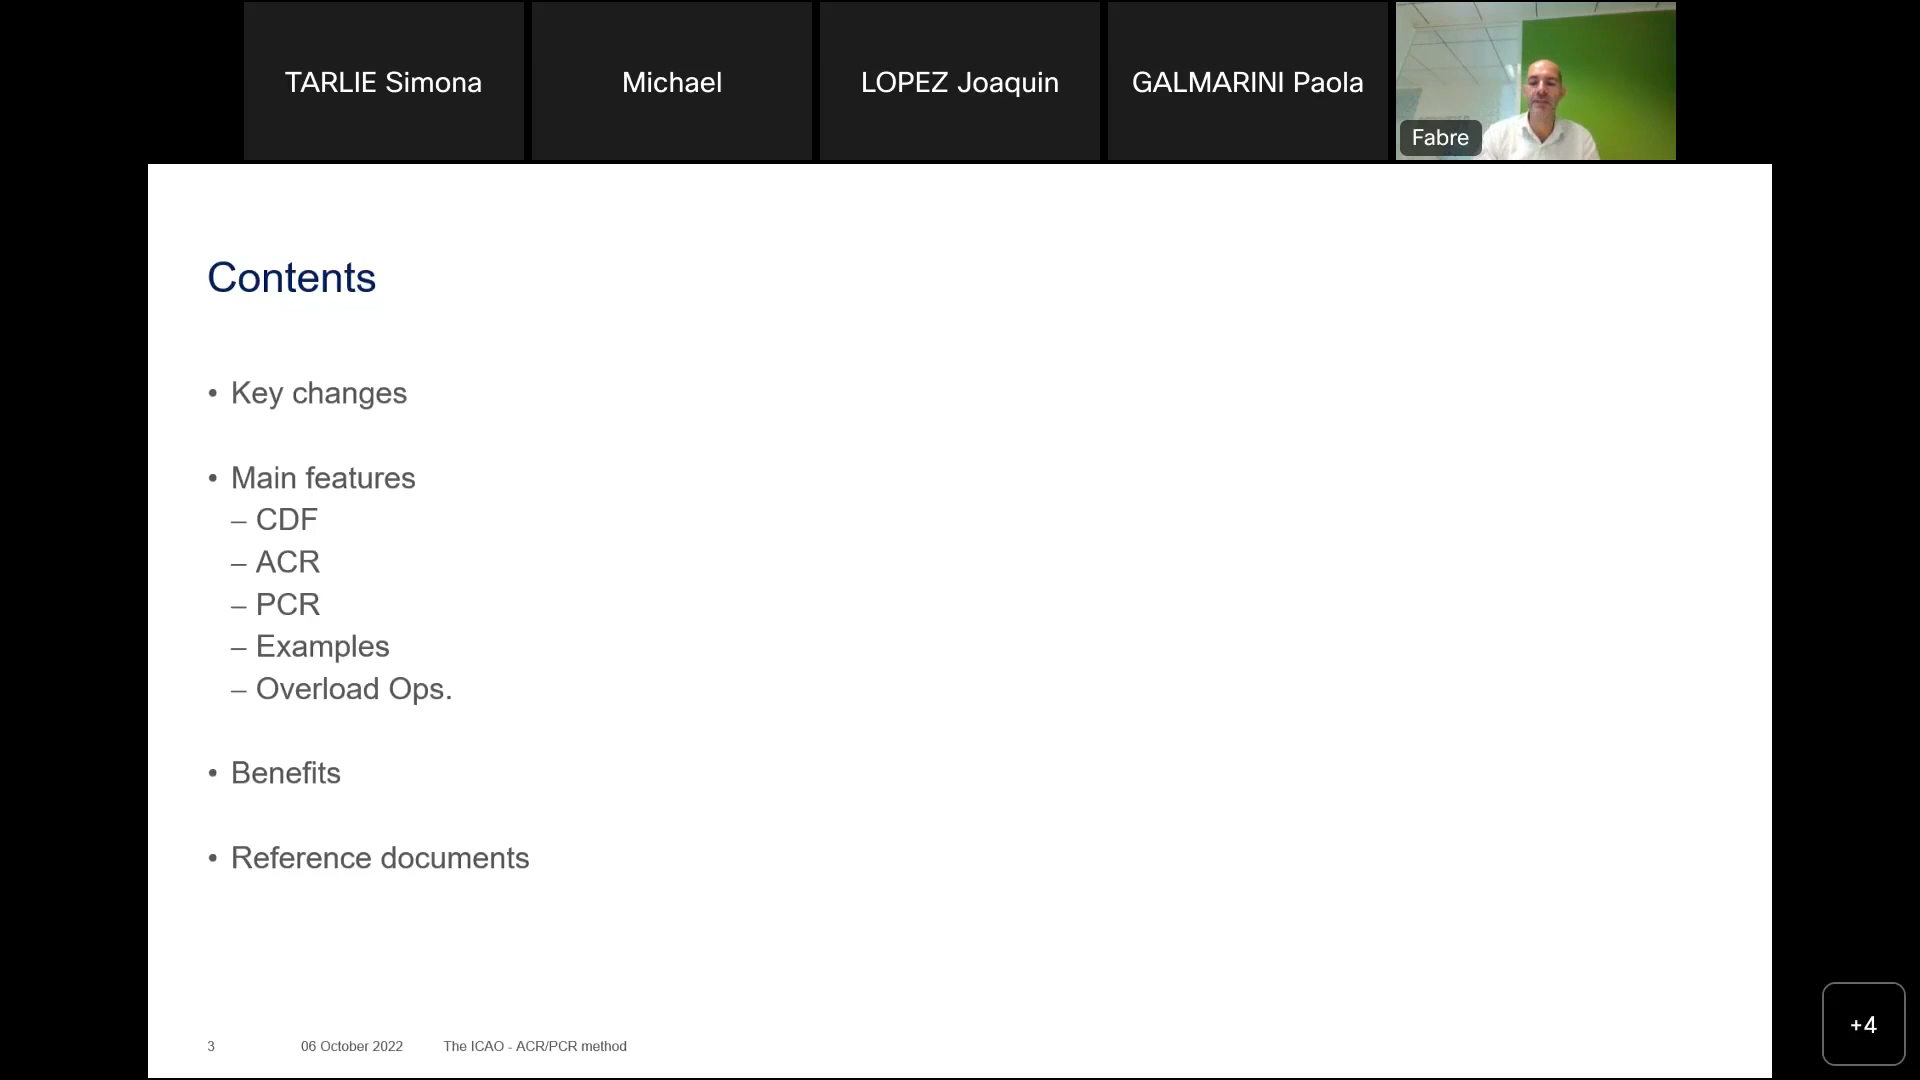 TARLIE Simona
Michael
LOPEZ Joaquin
GALMARINI Paola
Fabre
Contents
• Key changes
• Main features
– CDF
– ACR
– PCR
– Examples
– Overload Ops.
• Benefits
• Reference documents
3 06 October 2022 The ICAO - ACR/PCR method
+4